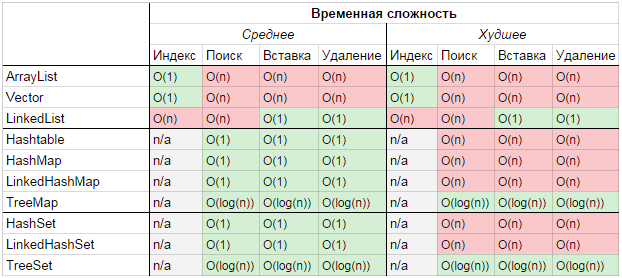 Временная сложность
Среднее Худшее
Индекс Поиск Вставка Удаление Индекс Поиск Вставка Удаление
ArrayList O(1) O(n) O(n) O(n) O(1) O(n) O(n) O(n)
Vector O(1) O(n) O(n) O(n) O(1) O(n) O(n) O(n)
LinkedList O(n) O(n) O(1) O(1) O(n) O(n) O(1) O(1)
Hashtable n/a O(1) O(1) O(1) n/a O(n) O(n) O(n)
HashMap n/a O(1) O(1) O(1) n/a O(n) O(n) O(n)
LinkedHashMap n/a O(1) O(1) O(1) n/a O(n) O(n) O(n)
TreeMap n/a O(log(n)) O(log(n)) O(log(n)) n/a O(log(n)) O(log(n)) O(log(n))
HashSet n/a O(1) O(1) O(1) n/a O(n) O(n) O(n)
LinkedHashSet n/a O(1) O(1) O(1) n/a O(n) O(n) O(n)
TreeSet n/a O(log(n)) O(log(n)) O(log(n)) n/a O(log(n)) O(log(n)) O(log(n))